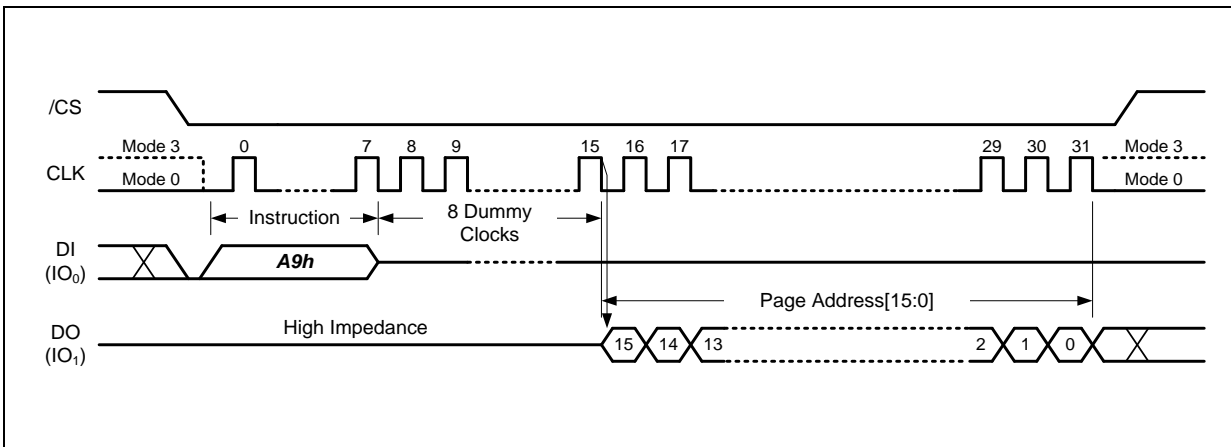 /CS
Mode 3 0 7 8 9 15 16 17 29 30 31 Mode 3
CLK
Mode 0 Mode 0
Instruction 8 Dummy
Clocks
DI
(IO0)
A9h
Page Address[15:0]
High Impedance
DO
(IO1)
15 14 13 2 1 0